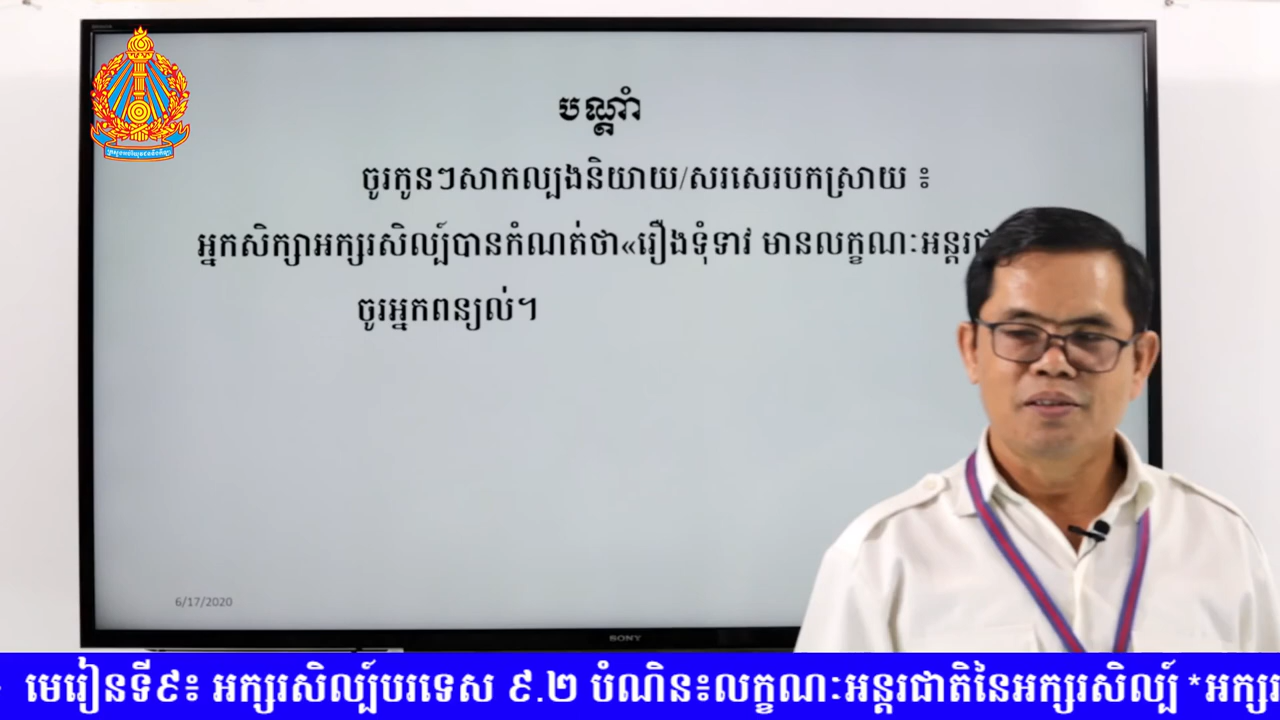 បណ្ដាំ
ចូរកូនៗសាកល្បងនិយាយ/សរសេរបកស្រាយ ៖
អ្នកសិក្សាអក្សរសិល្ប៍បានកំណត់ថា«រឿងទុំទាវ មានលក្ខណៈអន្តរជា
ចូរអ្នកពន្យល់។
6/17/2020
SONY
មេរៀនទី៩៖ អក្សរសិល្ប៍បរទេស ៩.២ បំណិន៖លក្ខណៈអន្តរជាតិនៃអក្សរសិល្ប៍ *អក្សរ